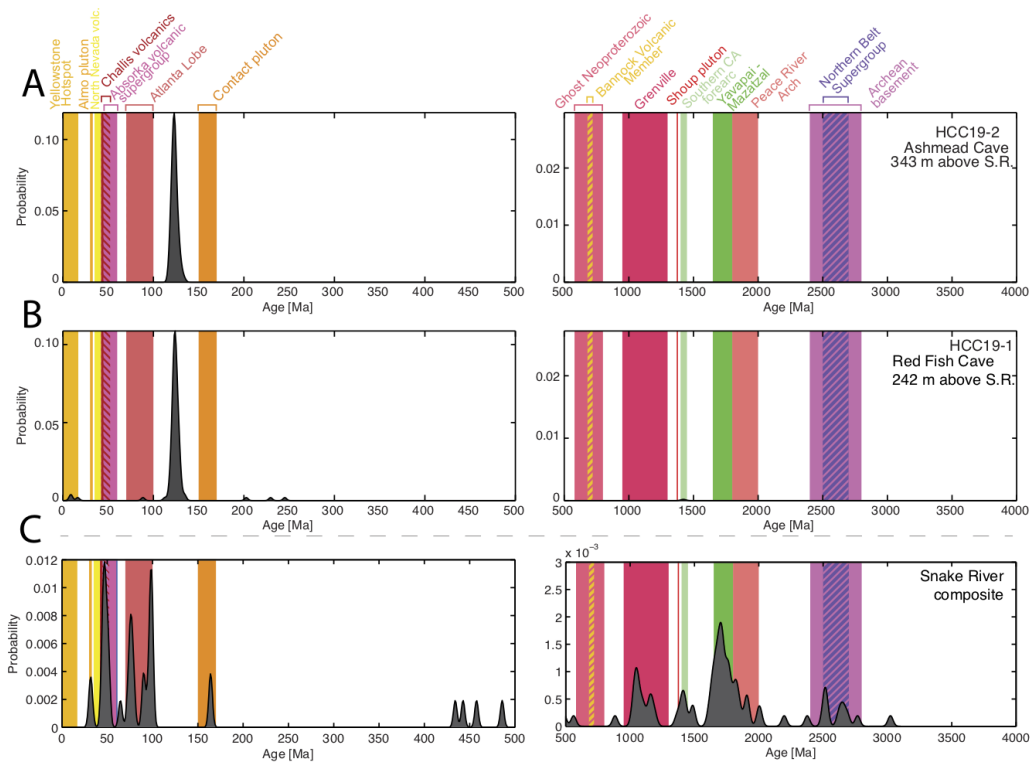 A
Yellowstone
Hotspot
Almo pluton
North Nevada volc.
Challis volcanics
Absorka volcanic
supergroup
Atlanta Lobe
Contact pluton
Ghost Neoproterozoic
Bannock Volcanic
Member
Grenville
Shoup pluton
Southern CA
forearc
Yavapai -
Mazatzal
Peace River
Arch
Northern Belt
Supergroup
Archean
basement
Probability
0.10
0.05
0
0 50 100 150 200 250 300 350 400 450 500
Age [Ma]
HCC19-2
Ashmead Cave
343 m above S.R.
0.02
0.01
0
500 1000 1500 2000 2500 3000 3500 4000
Age [Ma]
B
Probability
0.10
0.05
0
0 50 100 150 200 250 300 350 400 450 500
Age [Ma]
HCC19-1
Red Fish Cave
242 m above S.R.
0.02
0.01
0
500 1000 1500 2000 2500 3000 3500 4000
Age [Ma]
C
Probability
0.012
0.010
0.008
0.006
0.004
0.002
0
0 50 100 150 200 250 300 350 400 450 500
Age [Ma]
x 10⁻³
Snake River
composite
3
2.5
2
1.5
1
0.5
0
500 1000 1500 2000 2500 3000 3500 4000
Age [Ma]